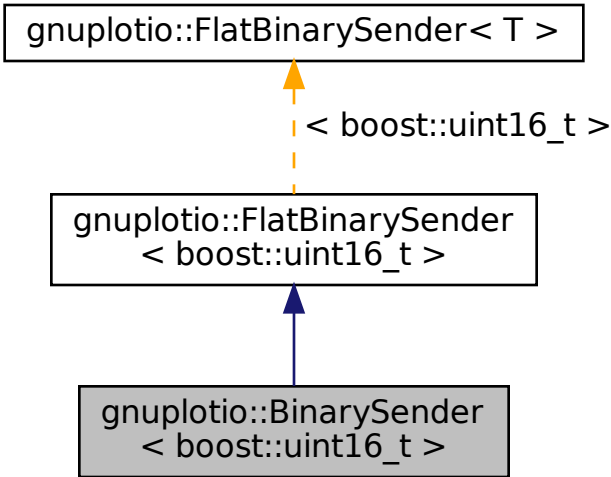 gnuplotio::FlatBinarySender< T >
< boost::uint16_t >
gnuplotio::FlatBinarySender
< boost::uint16_t >
gnuplotio::BinarySender
< boost::uint16_t >